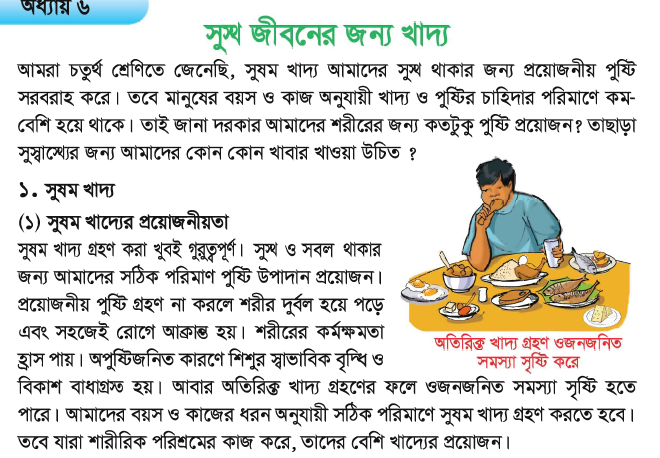 অধ্যায় ৬
সুস্থ জীবনের জন্য খাদ্য
আমরা চতুর্থ শ্রেণিতে জেনেছি, সুষম খাদ্য আমাদের সুস্থ থাকার জন্য প্রয়োজনীয় পুষ্টি
সরবরাহ করে। তবে মানুষের বয়স ও কাজ অনুযায়ী খাদ্য ও পুষ্টির চাহিদার পরিমাণে কম-
বেশি হয়ে থাকে। তাই জানা দরকার আমাদের শরীরের জন্য কতটুকু পুষ্টি প্রয়োজন? তাছাড়া
সুস্বাস্থ্যের জন্য আমাদের কোন কোন খাবার খাওয়া উচিত ?
১. সুষম খাদ্য
(১) সুষম খাদ্যের প্রয়োজনীয়তা
সুষম খাদ্য গ্রহণ করা খুবই গুরুত্বপূর্ণ। সুস্থ ও সবল থাকার
জন্য আমাদের সঠিক পরিমাণ পুষ্টি উপাদান প্রয়োজন।
প্রয়োজনীয় পুষ্টি গ্রহণ না করলে শরীর দুর্বল হয়ে পড়ে
এবং সহজেই রোগে আক্রান্ত হয়। শরীরের কর্মক্ষমতা
হ্রাস পায়। অপুষ্টিজনিত কারণে শিশুর স্বাভাবিক বৃদ্ধি ও
বিকাশ বাধাগ্রস্ত হয়। আবার অতিরিক্ত খাদ্য গ্রহণের ফলে ওজনজনিত সমস্যা সৃষ্টি হতে
পারে। আমাদের বয়স ও কাজের ধরন অনুযায়ী সঠিক পরিমাণে সুষম খাদ্য গ্রহণ করতে হবে।
তবে যারা শারীরিক পরিশ্রমের কাজ করে, তাদের বেশি খাদ্যের প্রয়োজন।
অতিরিক্ত খাদ্য গ্রহণ ওজনজনিত
সমস্যা সৃষ্টি করে